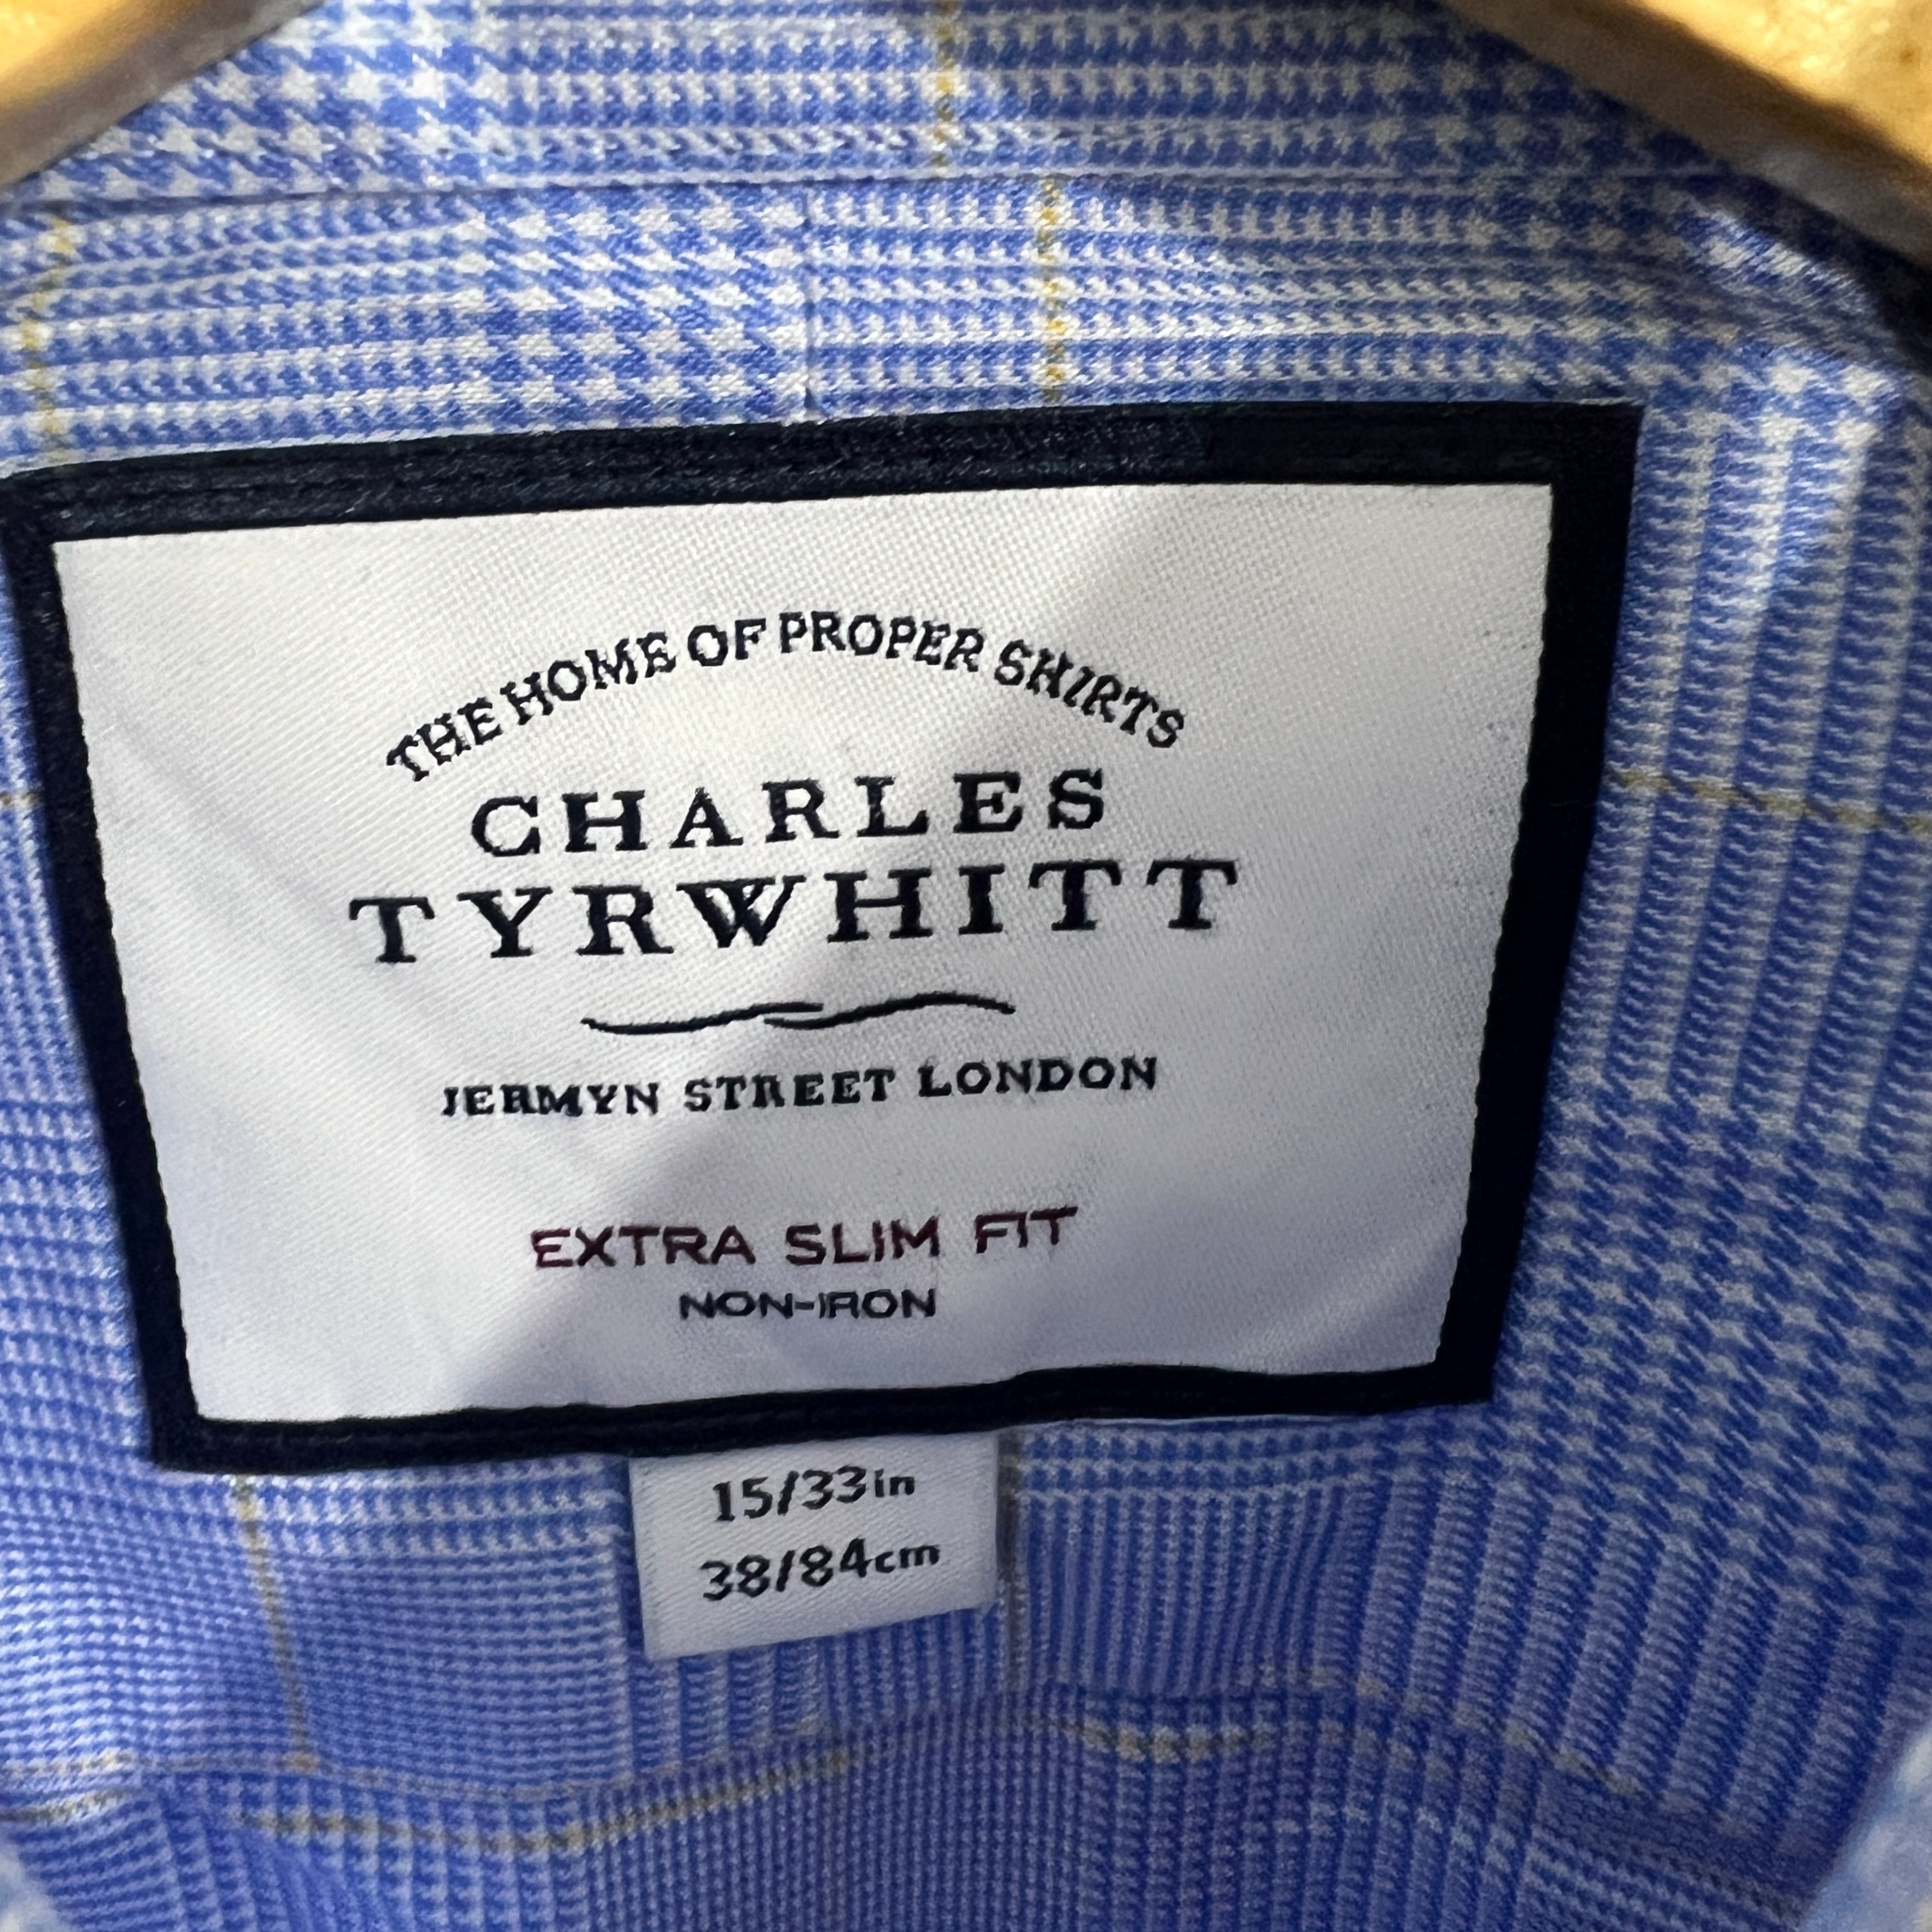 THE HOME OF PROPER SHIRTS
CHARLES
TYRWHITT
JERMYN STREET LONDON
EXTRA SLIM FIT
NON-IRON
15/33in
38/84cm